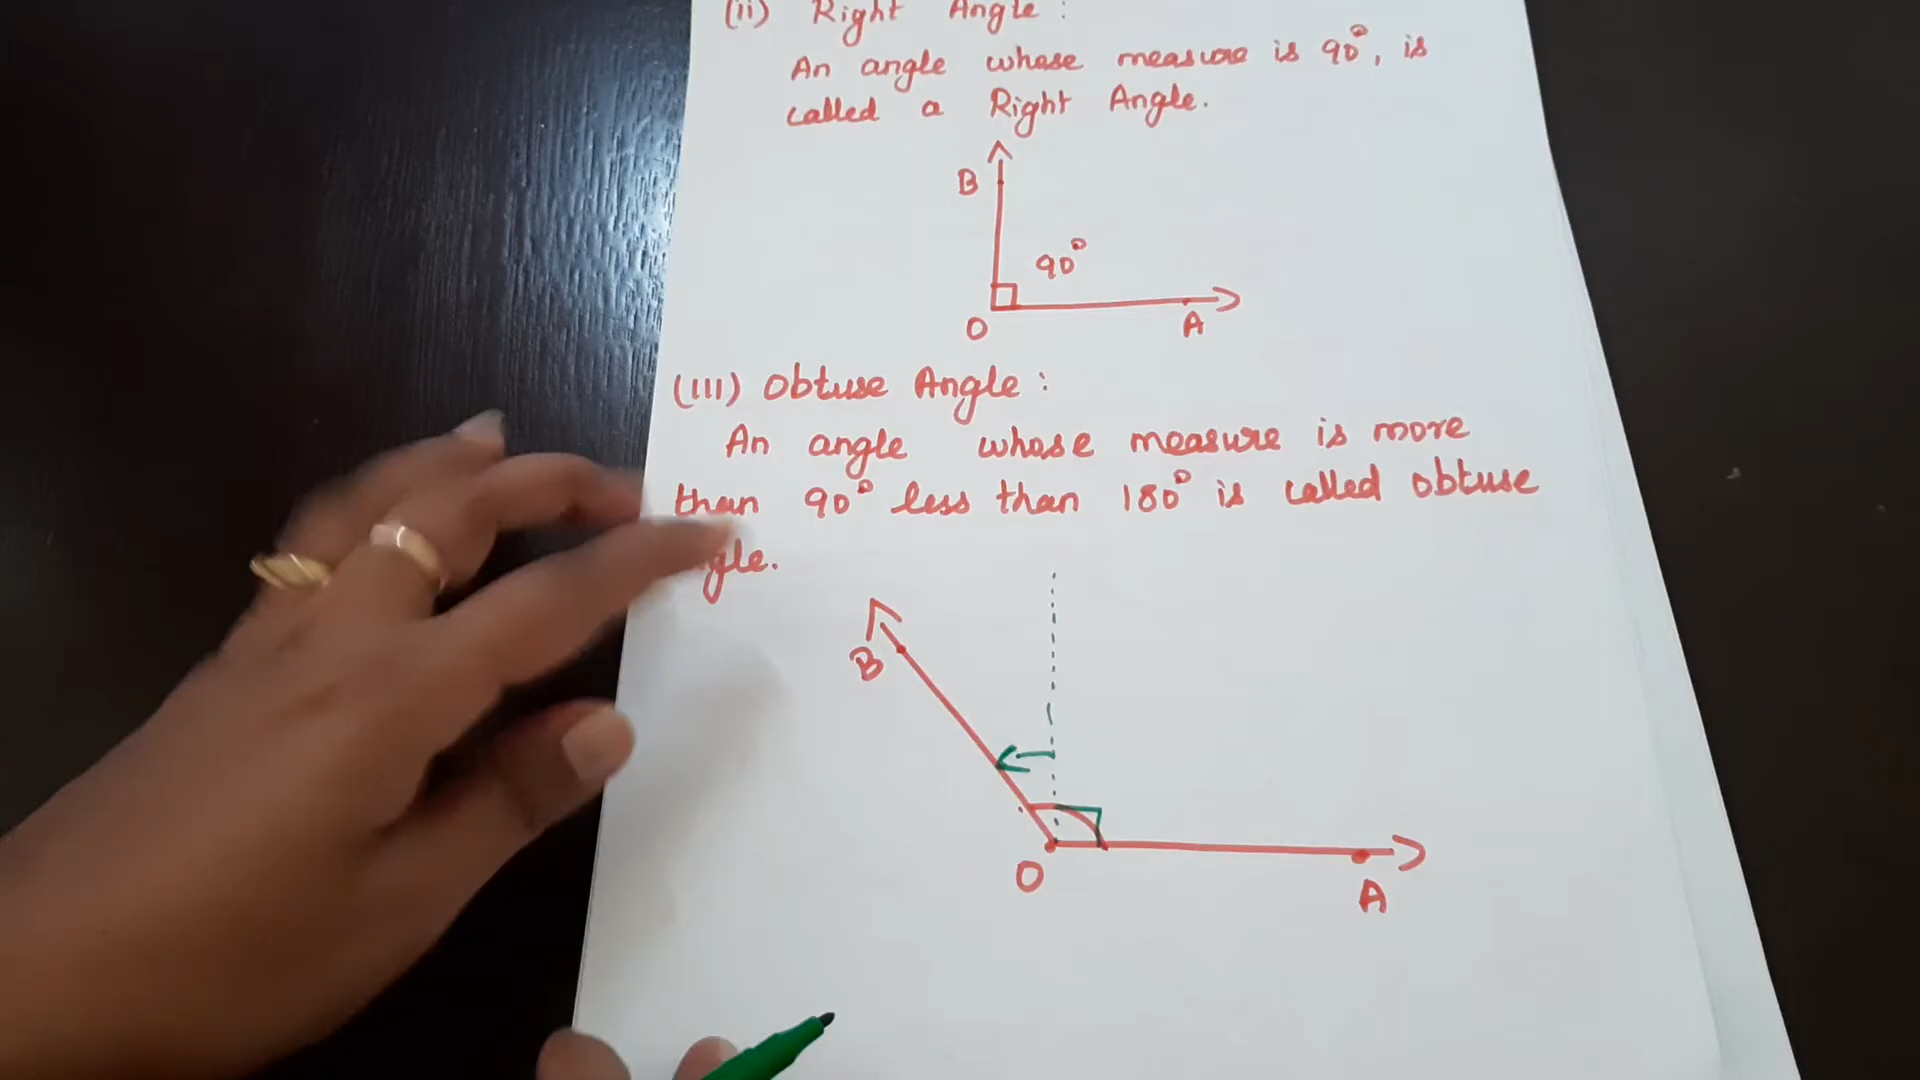 (ii) Right Angle :
An angle whose measure is 90°, is
called a Right Angle.
B
90°
O
A
(III) Obtuse Angle :
An angle whose measure is more
than 90° less than 180° is called obtuse
gle.
B
O
A